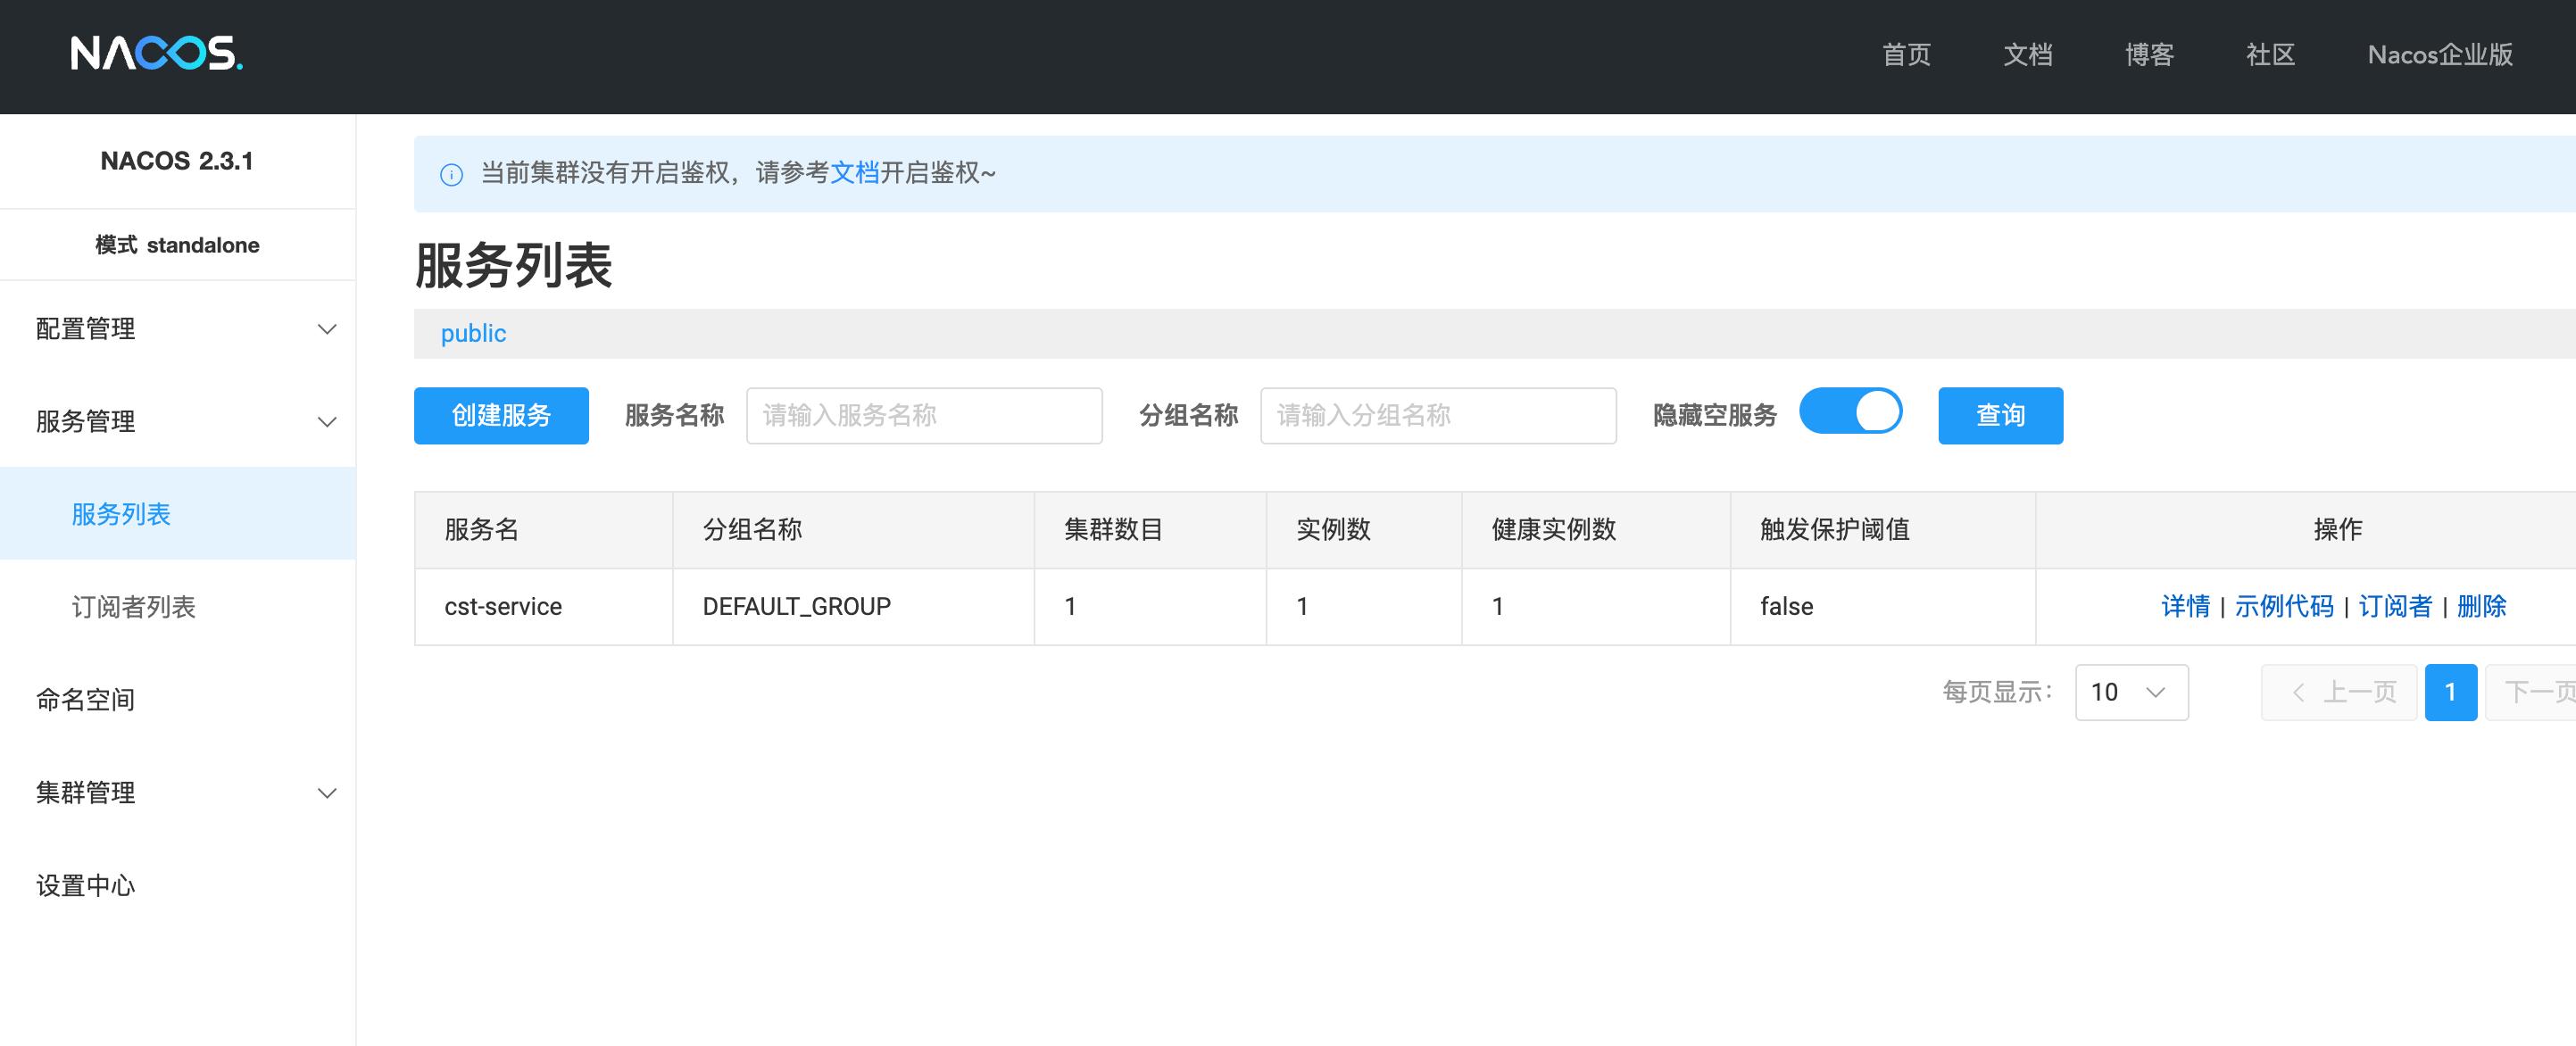 NACOS.
首页 文档 博客 社区 Nacos企业版
NACOS 2.3.1
模式 standalone
配置管理
服务管理
服务列表
订阅者列表
命名空间
集群管理
设置中心
当前集群没有开启鉴权，请参考文档开启鉴权~
服务列表
public
创建服务 服务名称 请输入服务名称 分组名称 请输入分组名称 隐藏空服务 查询
服务名 分组名称 集群数目 实例数 健康实例数 触发保护阈值 操作
cst-service DEFAULT_GROUP 1 1 1 false 详情 | 示例代码 | 订阅者 | 删除
每页显示： 10 上一页 1 下一页